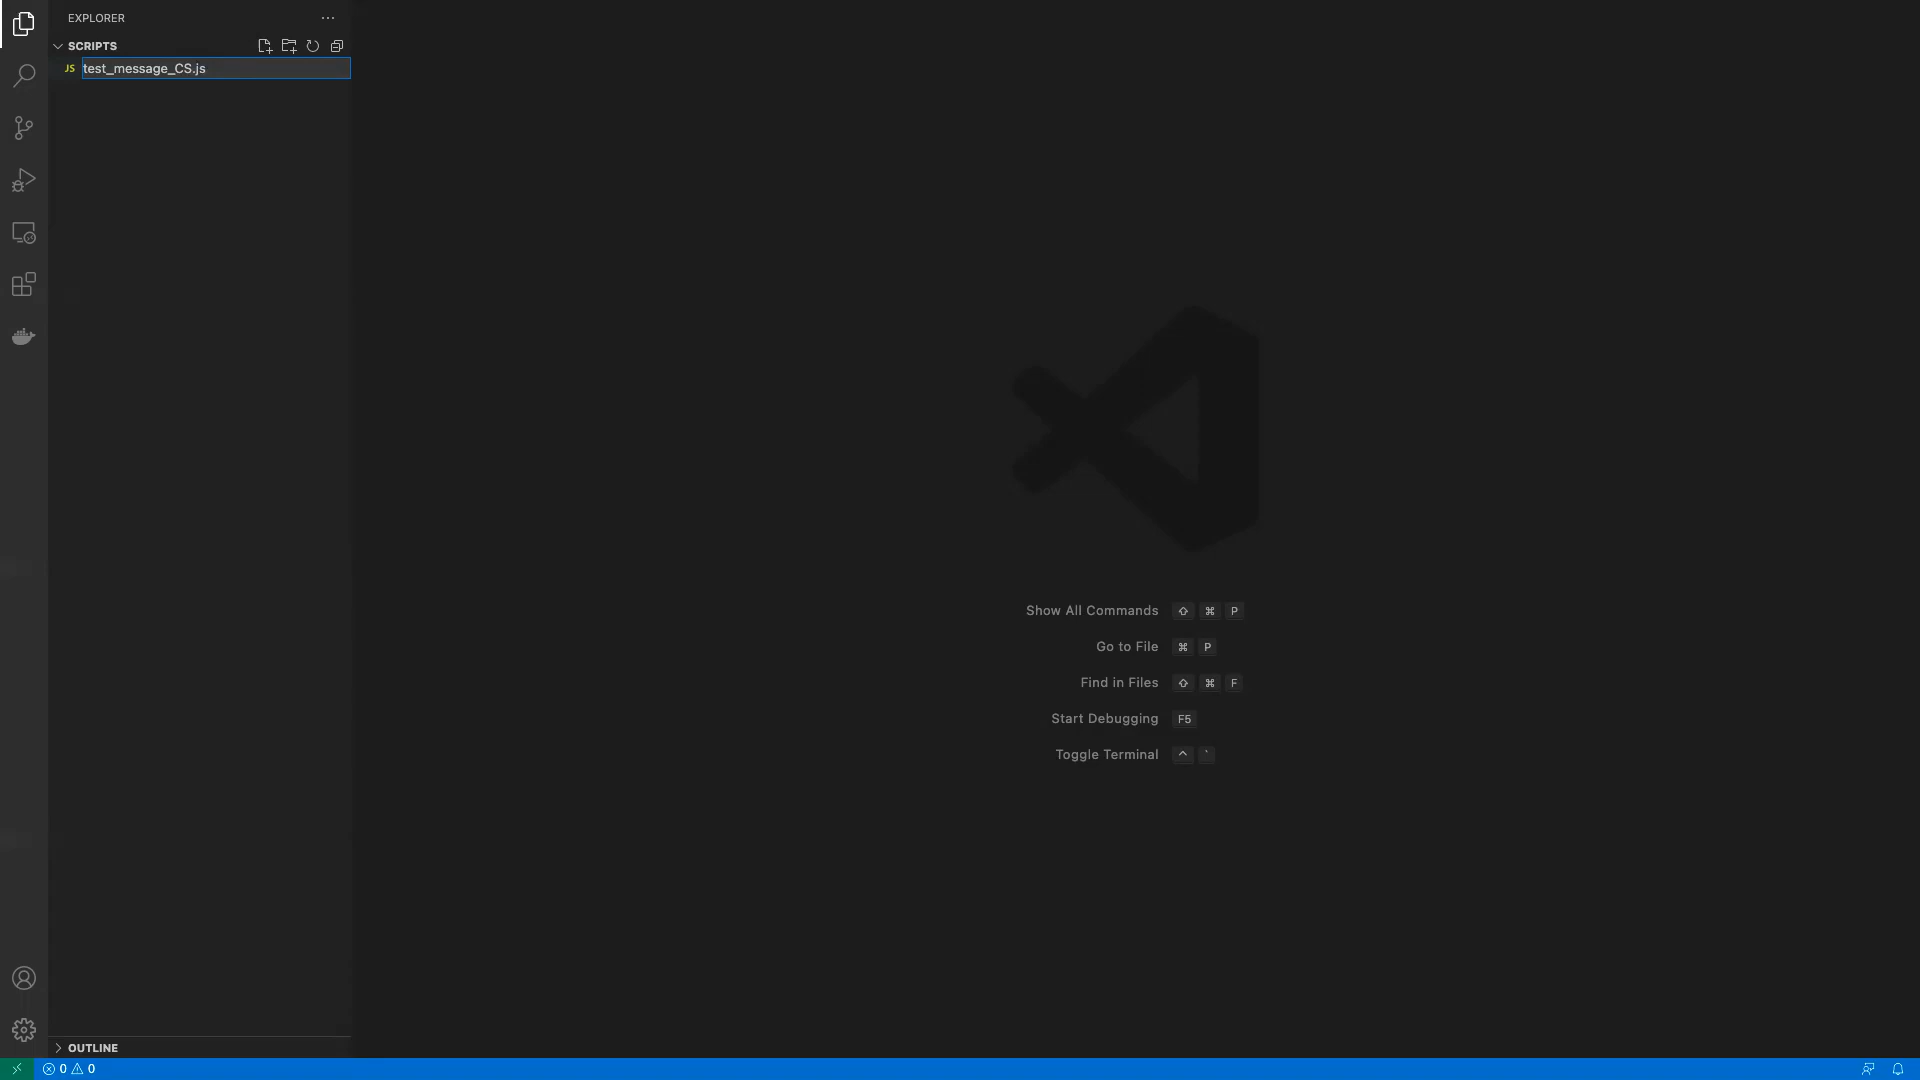 EXPLORER
SCRIPTS
JS test_message_CS.js
Show All Commands ⇧ ⌘ P
Go to File ⌘ P
Find in Files ⇧ ⌘ F
Start Debugging F5
Toggle Terminal ^ `
OUTLINE
0 0